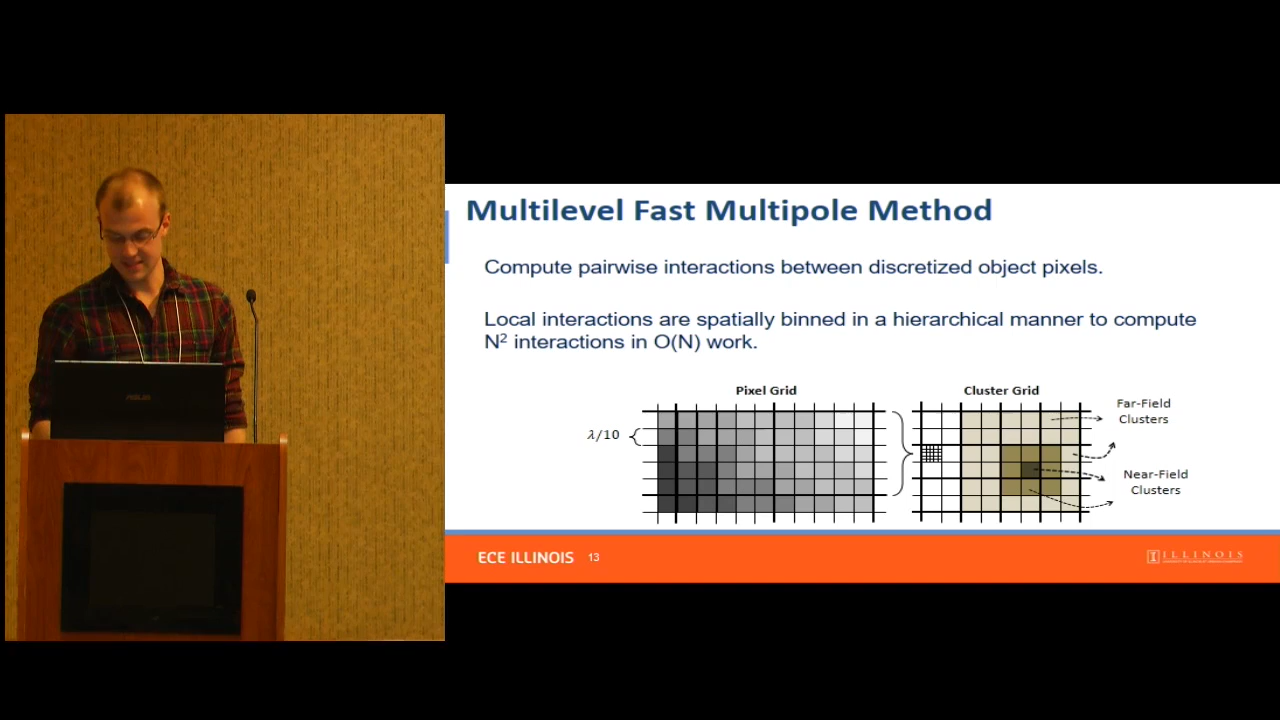 Multilevel Fast Multipole Method
Compute pairwise interactions between discretized object pixels.
Local interactions are spatially binned in a hierarchical manner to compute
N² interactions in O(N) work.
Pixel Grid
Cluster Grid
λ/10
Far-Field
Clusters
Near-Field
Clusters
ECE ILLINOIS 13
I ILLINOIS
ASUS